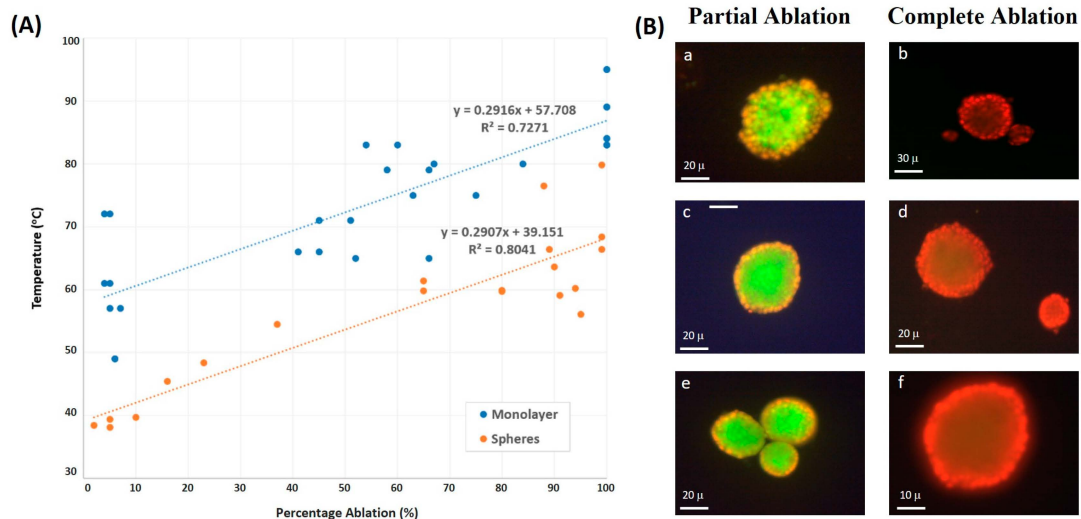 (A)
100
90
80
70
60
50
40
30
Temperature (°C)
0 10 20 30 40 50 60 70 80 90 100
Percentage Ablation (%)
y = 0.2916x + 57.708
R² = 0.7271
y = 0.2907x + 39.151
R² = 0.8041
Monolayer
Spheres
(B)
Partial Ablation Complete Ablation
a
20 μ
b
30 μ
c
20 μ
d
20 μ
e
20 μ
f
10 μ